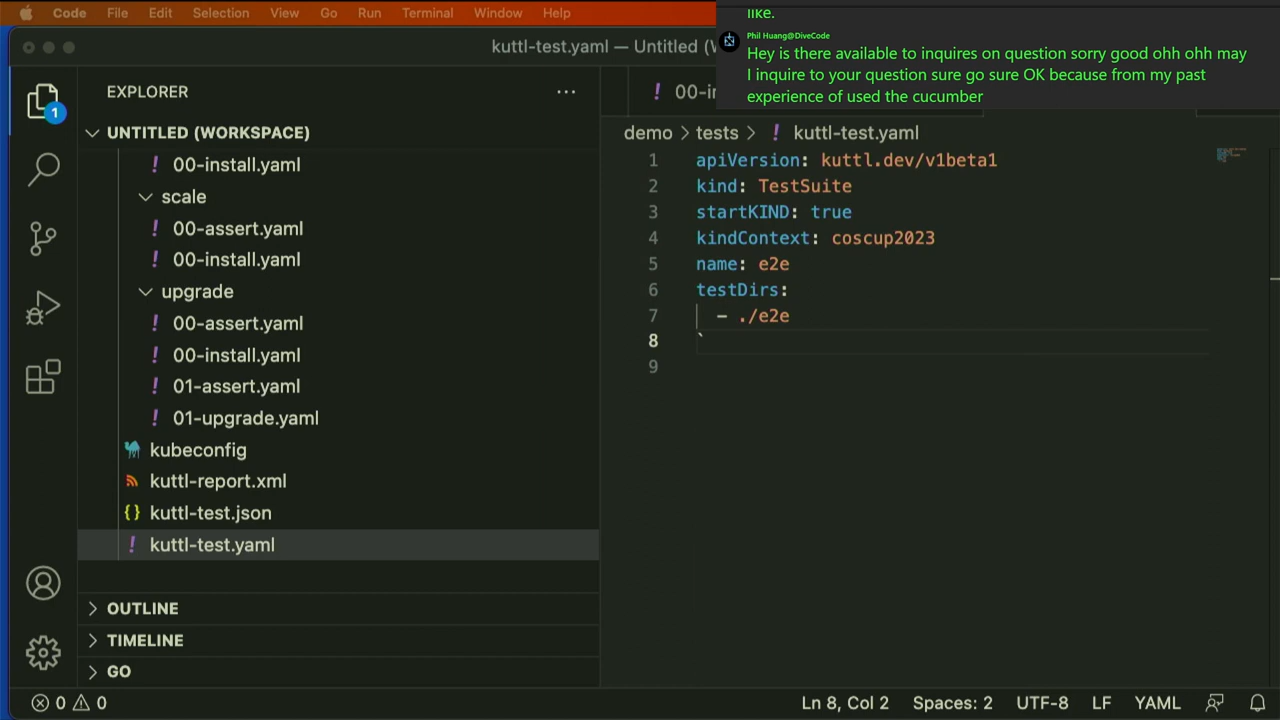 Code File Edit Selection View Go Run Terminal Window Help
like.
Phil Huang@DiveCode
Hey is there available to inquires on question sorry good ohh ohh may
I inquire to your question sure go sure OK because from my past
experience of used the cucumber
kuttl-test.yaml — Untitled (
EXPLORER
1
UNTITLED (WORKSPACE)
00-install.yaml
scale
00-assert.yaml
00-install.yaml
upgrade
00-assert.yaml
00-install.yaml
01-assert.yaml
01-upgrade.yaml
kubeconfig
kuttl-report.xml
kuttl-test.json
kuttl-test.yaml
OUTLINE
TIMELINE
GO
! 00-i
demo > tests > ! kuttl-test.yaml
1 apiVersion: kuttl.dev/v1beta1
2 kind: TestSuite
3 startKIND: true
4 kindContext: coscup2023
5 name: e2e
6 testDirs:
7 - ./e2e
8 `
9
0 0 Ln 8, Col 2 Spaces: 2 UTF-8 LF YAML